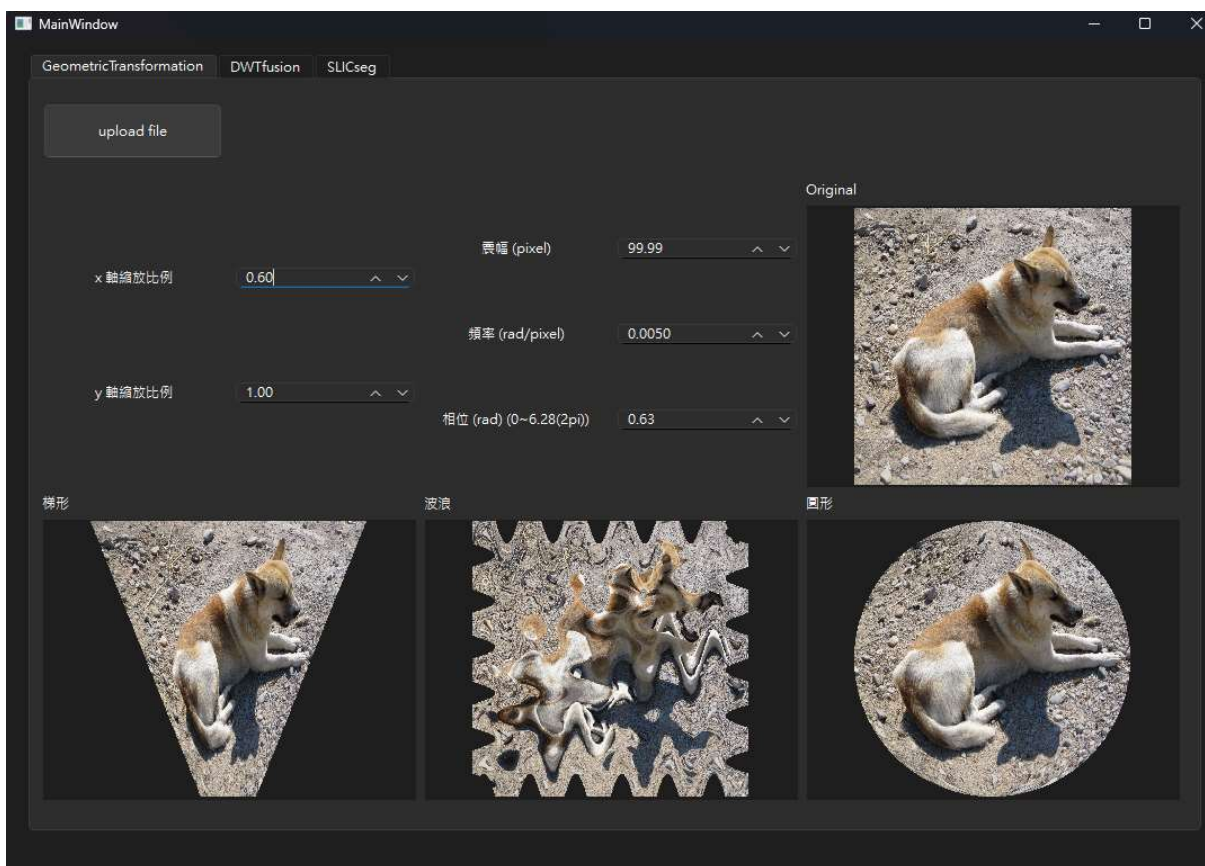 MainWindow
GeometricTransformation DWTfusion SLICseg
upload file
Original
震幅 (pixel) 99.99
x 軸縮放比例 0.60
頻率 (rad/pixel) 0.0050
y 軸縮放比例 1.00
相位 (rad) (0~6.28(2pi)) 0.63
梯形 波浪 圓形